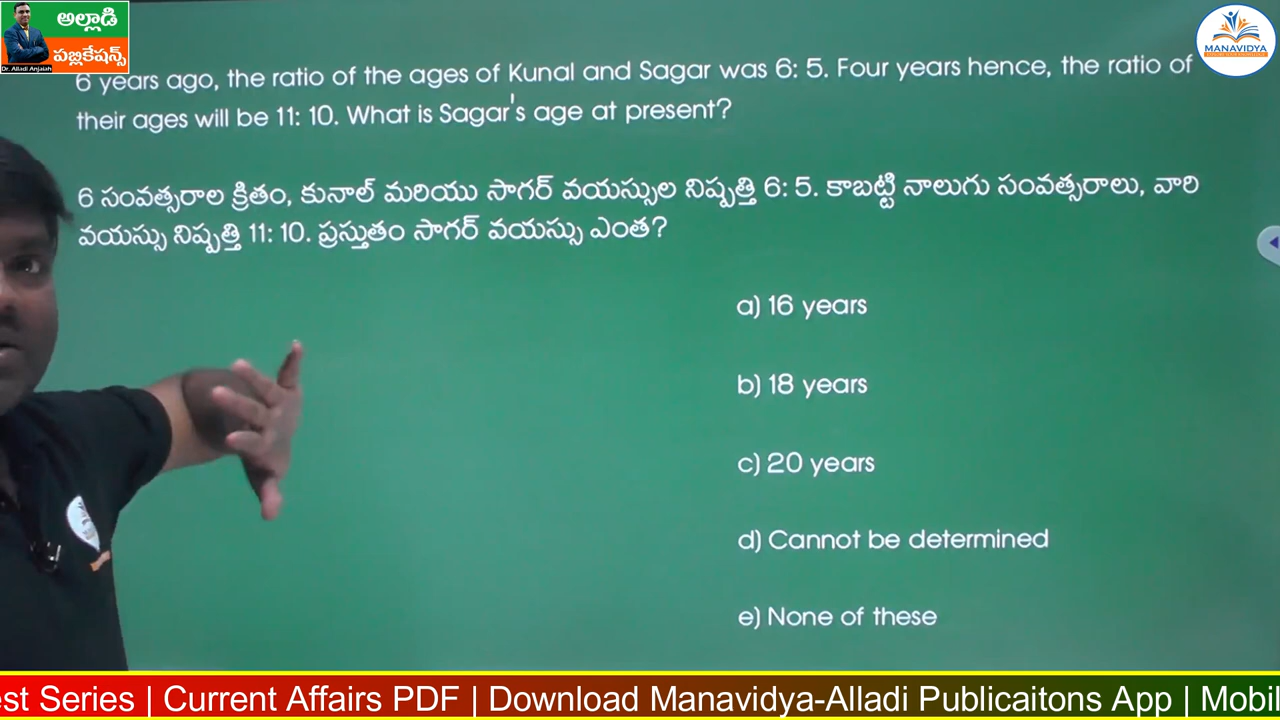 అల్లాడి
పబ్లికేషన్స్
Dr. Alladi Anjaiah
MANAVIDYA
6 years ago, the ratio of the ages of Kunal and Sagar was 6: 5. Four years hence, the ratio of
their ages will be 11: 10. What is Sagar's age at present?
6 సంవత్సరాల క్రితం, కునాల్ మరియు సాగర్ వయస్సుల నిష్పత్తి 6: 5. కాబట్టి నాలుగు సంవత్సరాలు, వారి
వయస్సు నిష్పత్తి 11: 10. ప్రస్తుతం సాగర్ వయస్సు ఎంత?
a) 16 years
b) 18 years
c) 20 years
d) Cannot be determined
e) None of these
est Series | Current Affairs PDF | Download Manavidya-Alladi Publicaitons App | Mobil